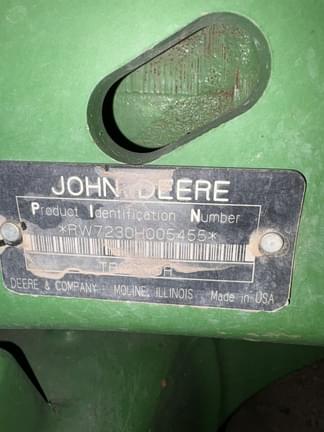 JOHN DEERE
Product Identification Number
*RW7230H005455*
DEERE & COMPANY MOLINE, ILLINOIS Made in USA